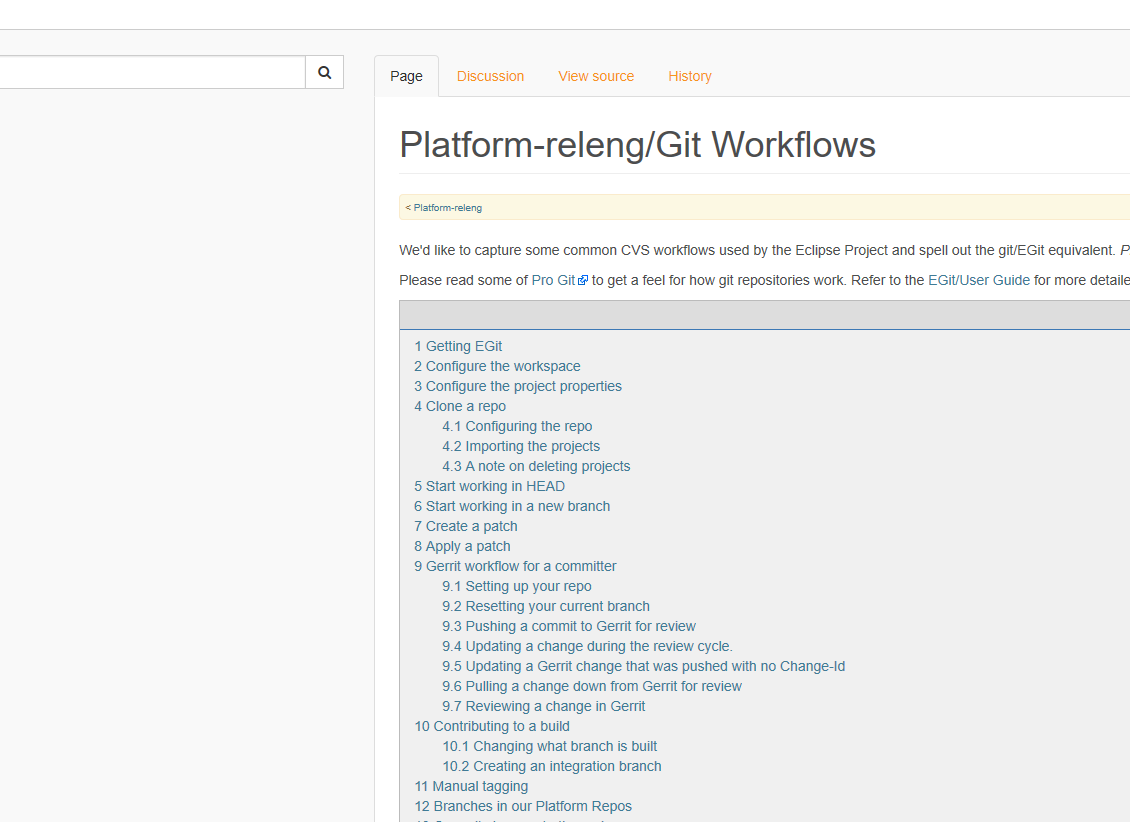 Page
Discussion
View source
History
Platform-releng/Git Workflows
< Platform-releng
We'd like to capture some common CVS workflows used by the Eclipse Project and spell out the git/EGit equivalent. P
Please read some of Pro Git to get a feel for how git repositories work. Refer to the EGit/User Guide for more detaile
1 Getting EGit
2 Configure the workspace
3 Configure the project properties
4 Clone a repo
4.1 Configuring the repo
4.2 Importing the projects
4.3 A note on deleting projects
5 Start working in HEAD
6 Start working in a new branch
7 Create a patch
8 Apply a patch
9 Gerrit workflow for a committer
9.1 Setting up your repo
9.2 Resetting your current branch
9.3 Pushing a commit to Gerrit for review
9.4 Updating a change during the review cycle.
9.5 Updating a Gerrit change that was pushed with no Change-Id
9.6 Pulling a change down from Gerrit for review
9.7 Reviewing a change in Gerrit
10 Contributing to a build
10.1 Changing what branch is built
10.2 Creating an integration branch
11 Manual tagging
12 Branches in our Platform Repos